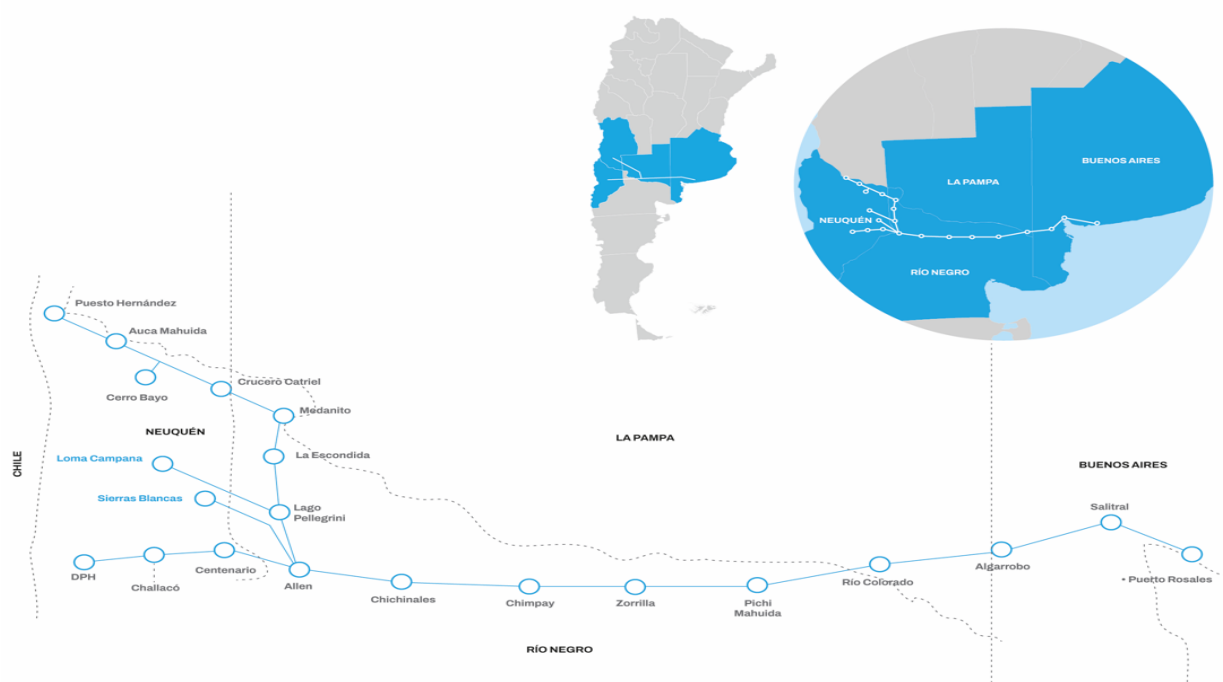 BUENOS AIRES
LA PAMPA
NEUQUÉN
RÍO NEGRO
Puesto Hernández
Auca Mahuida
Cerro Bayo
Crucero Catriel
Medanito
NEUQUÉN
LA PAMPA
CHILE
Loma Campana
La Escondida
BUENOS AIRES
Sierras Blancas
Lago
Pellegrini
Salitral
DPH
Challacó
Centenario
Allen
Chichinales
Chimpay
Zorrilla
Pichi
Mahuida
Río Colorado
Algarrobo
• Puerto Rosales
RÍO NEGRO